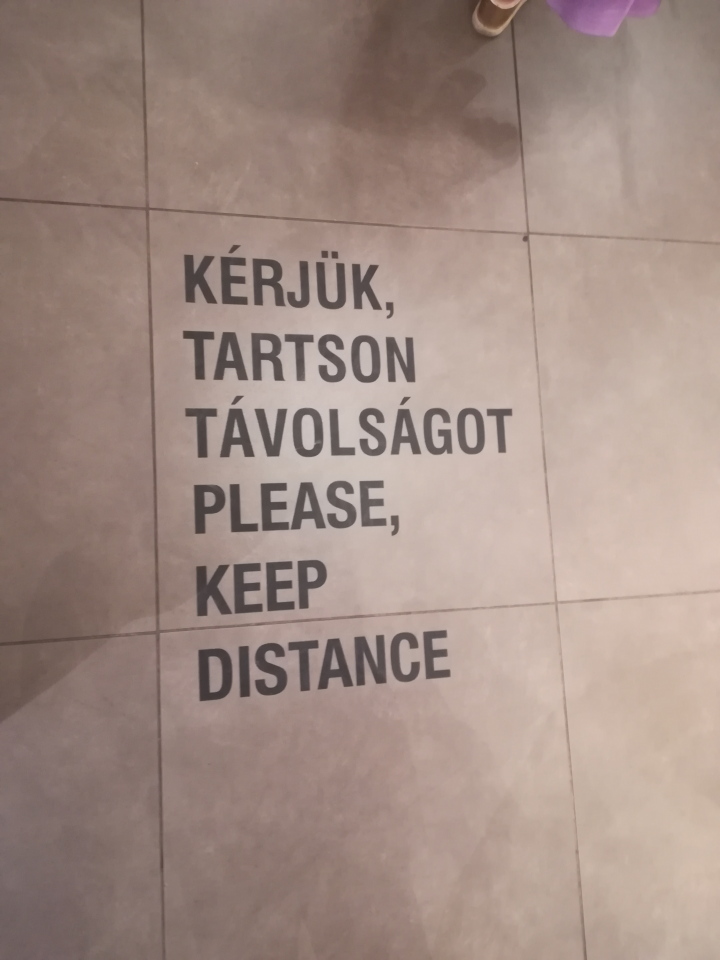 KÉRJÜK,
TARTSON
TÁVOLSÁGOT
PLEASE,
KEEP
DISTANCE